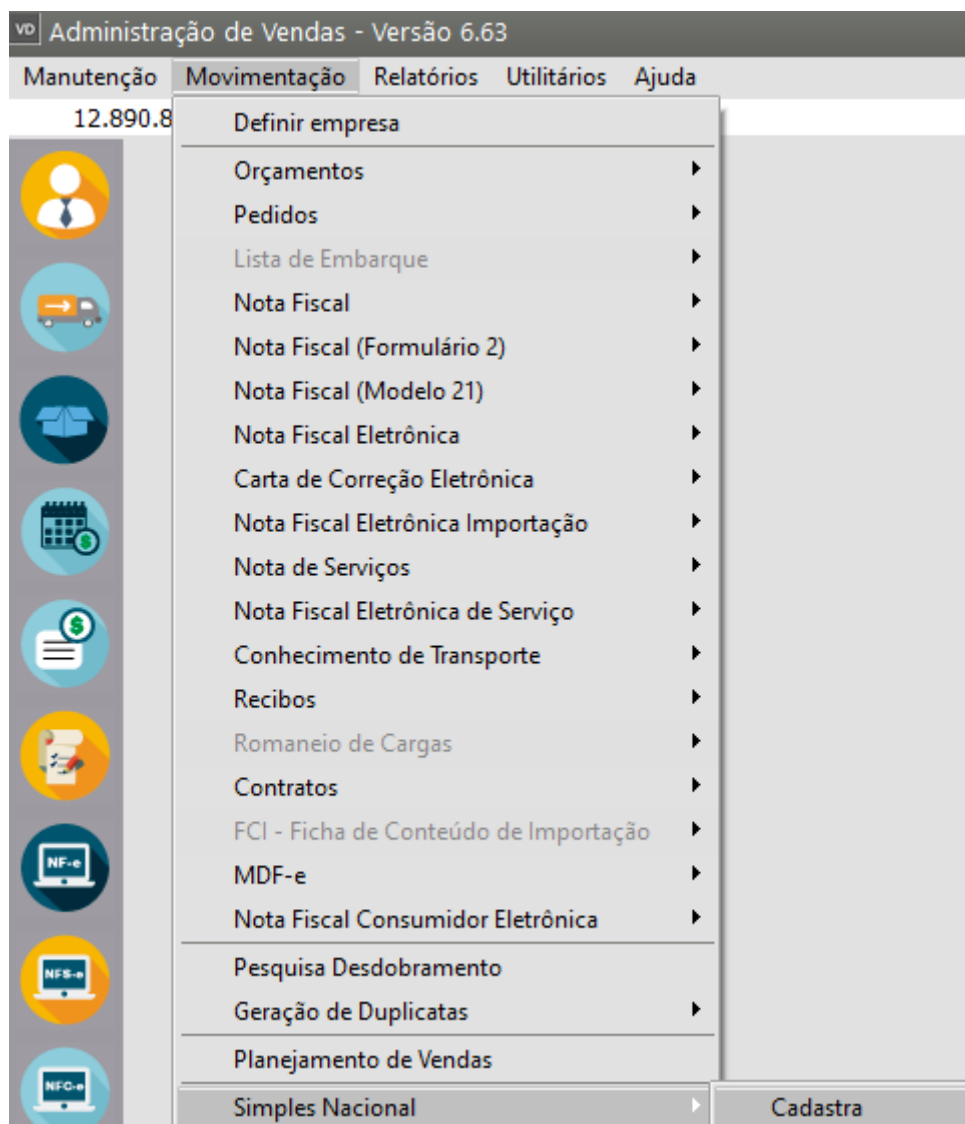 VD Administração de Vendas - Versão 6.63
Manutenção Movimentação Relatórios Utilitários Ajuda
12.890.8
Definir empresa
Orçamentos
Pedidos
Lista de Embarque
Nota Fiscal
Nota Fiscal (Formulário 2)
Nota Fiscal (Modelo 21)
Nota Fiscal Eletrônica
Carta de Correção Eletrônica
Nota Fiscal Eletrônica Importação
Nota de Serviços
Nota Fiscal Eletrônica de Serviço
Conhecimento de Transporte
Recibos
Romaneio de Cargas
Contratos
FCI - Ficha de Conteúdo de Importação
NF-e
MDF-e
Nota Fiscal Consumidor Eletrônica
Pesquisa Desdobramento
NFS-e
Geração de Duplicatas
Planejamento de Vendas
NFC-e
Simples Nacional Cadastra